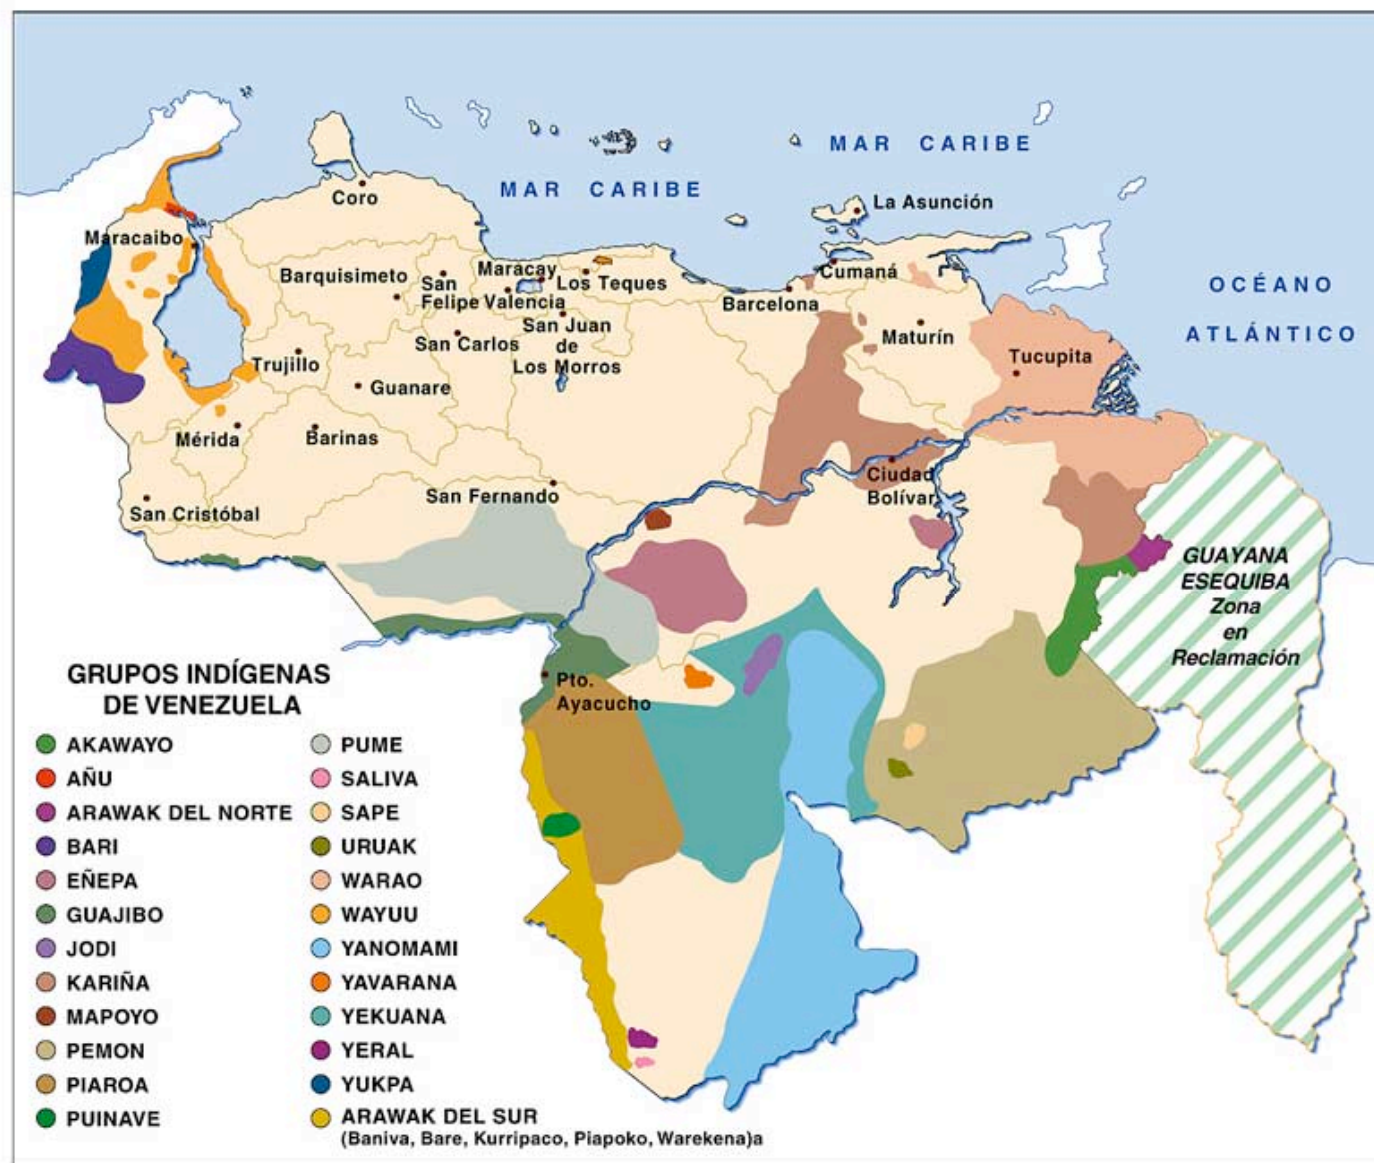 MAR CARIBE
MAR CARIBE
La Asunción
Coro
Maracaibo
Barquisimeto
San
Felipe
Maracay
Valencia
Los Teques
Cumaná
Barcelona
OCÉANO
ATLÁNTICO
San Juan
de
Los Morros
San Carlos
Maturín
Tucupita
Trujillo
Guanare
Mérida
Barinas
Ciudad
Bolívar
San Fernando
San Cristóbal
GUAYANA
ESEQUIBA
Zona
en
Reclamación
Pto.
Ayacucho
GRUPOS INDÍGENAS
DE VENEZUELA
AKAWAYO
AÑU
ARAWAK DEL NORTE
BARI
EÑEPA
GUAJIBO
JODI
KARIÑA
MAPOYO
PEMON
PIAROA
PUINAVE
PUME
SALIVA
SAPE
URUAK
WARAO
WAYUU
YANOMAMI
YAVARANA
YEKUANA
YERAL
YUKPA
ARAWAK DEL SUR
(Baniva, Bare, Kurripaco, Piapoko, Warekena)a